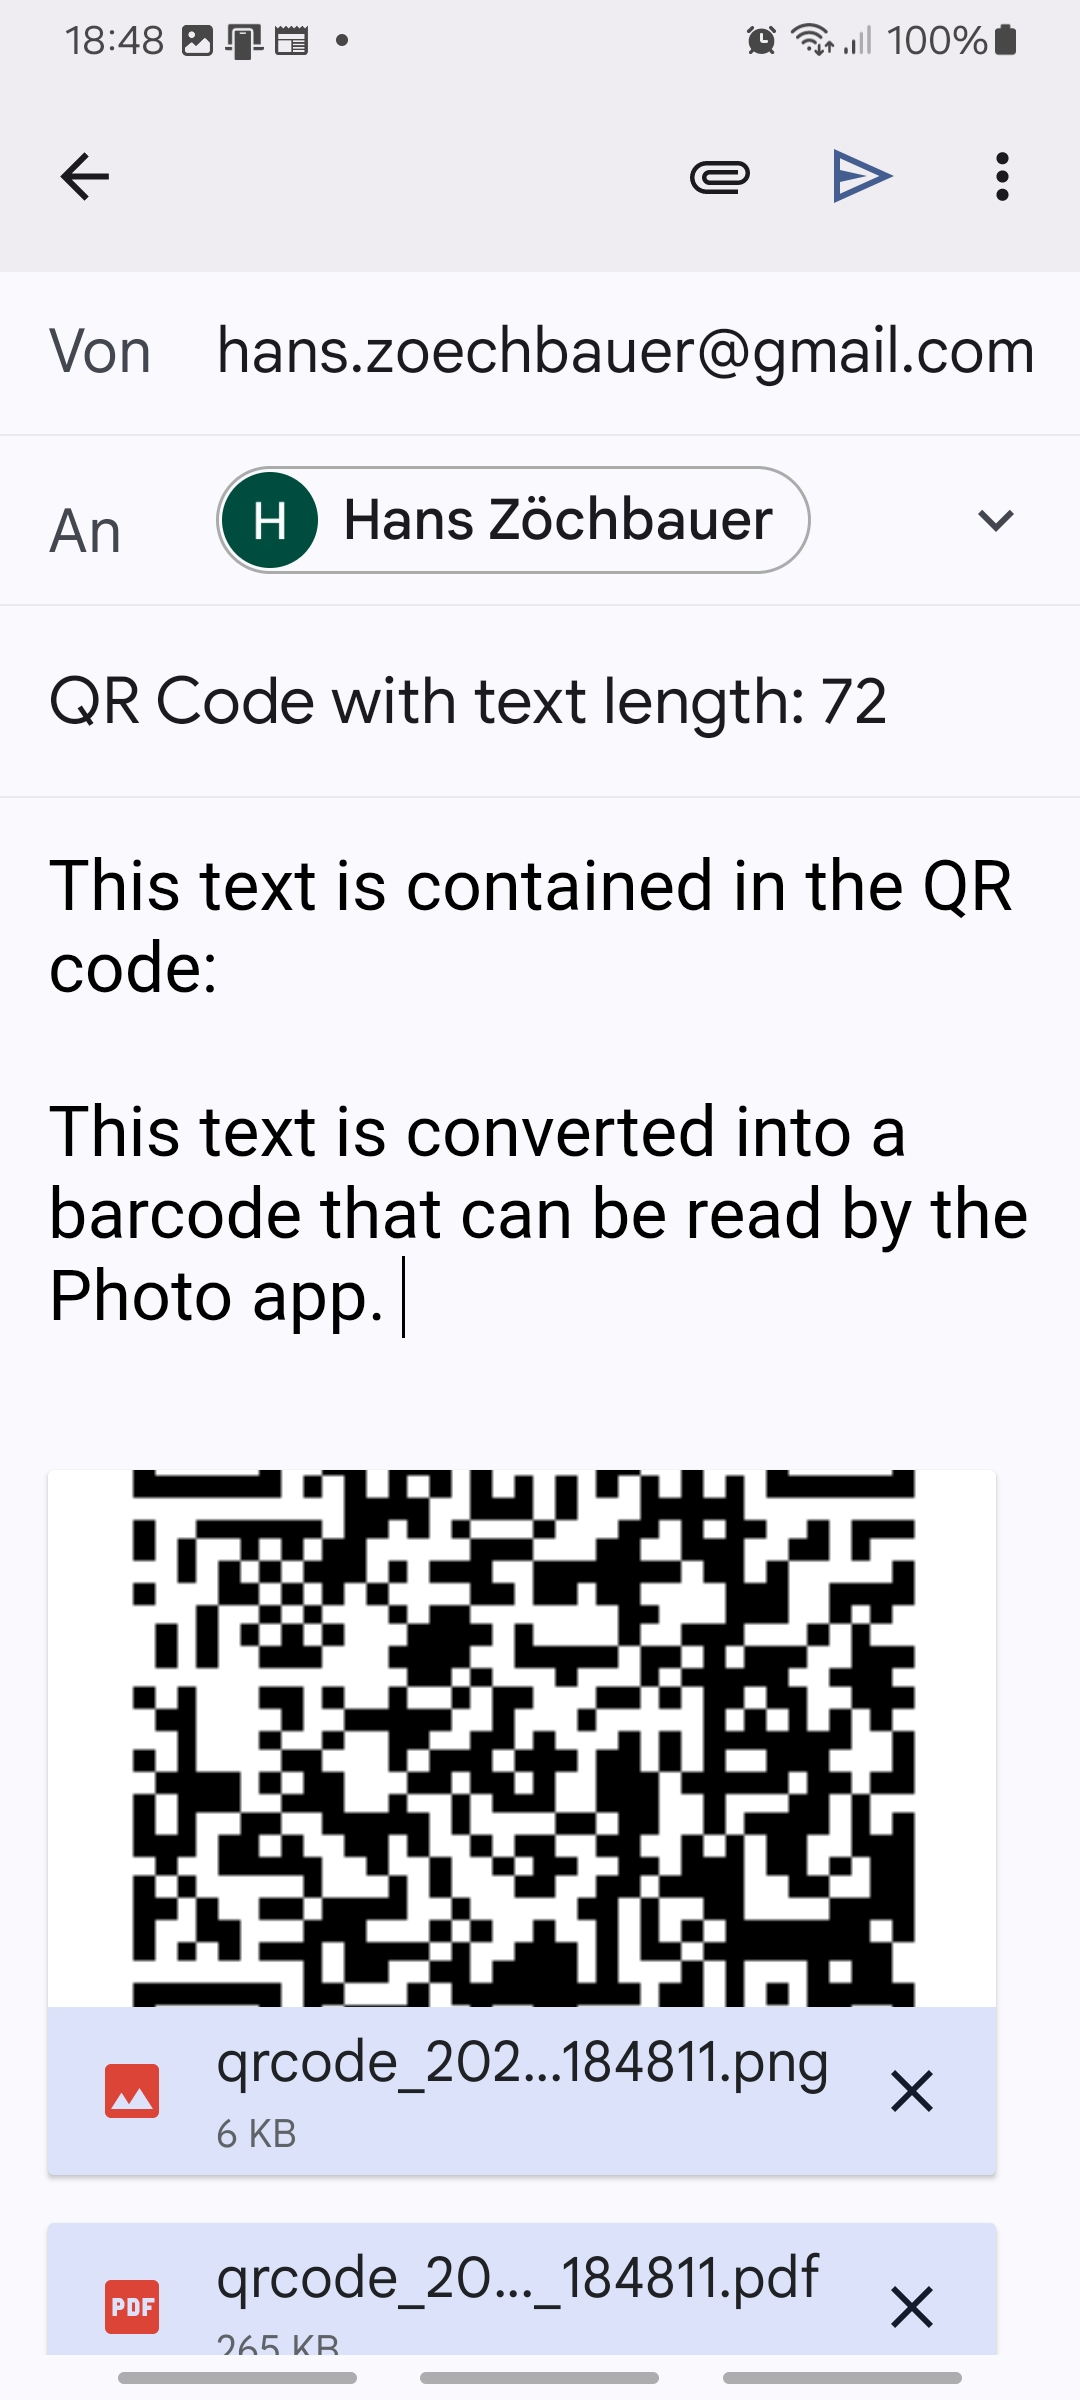 18:48 100%
Von hans.zoechbauer@gmail.com
An H Hans Zöchbauer
QR Code with text length: 72
This text is contained in the QR
code:
This text is converted into a
barcode that can be read by the
Photo app.
qrcode_202...184811.png
6 KB
PDF qrcode_20..._184811.pdf
265 KB